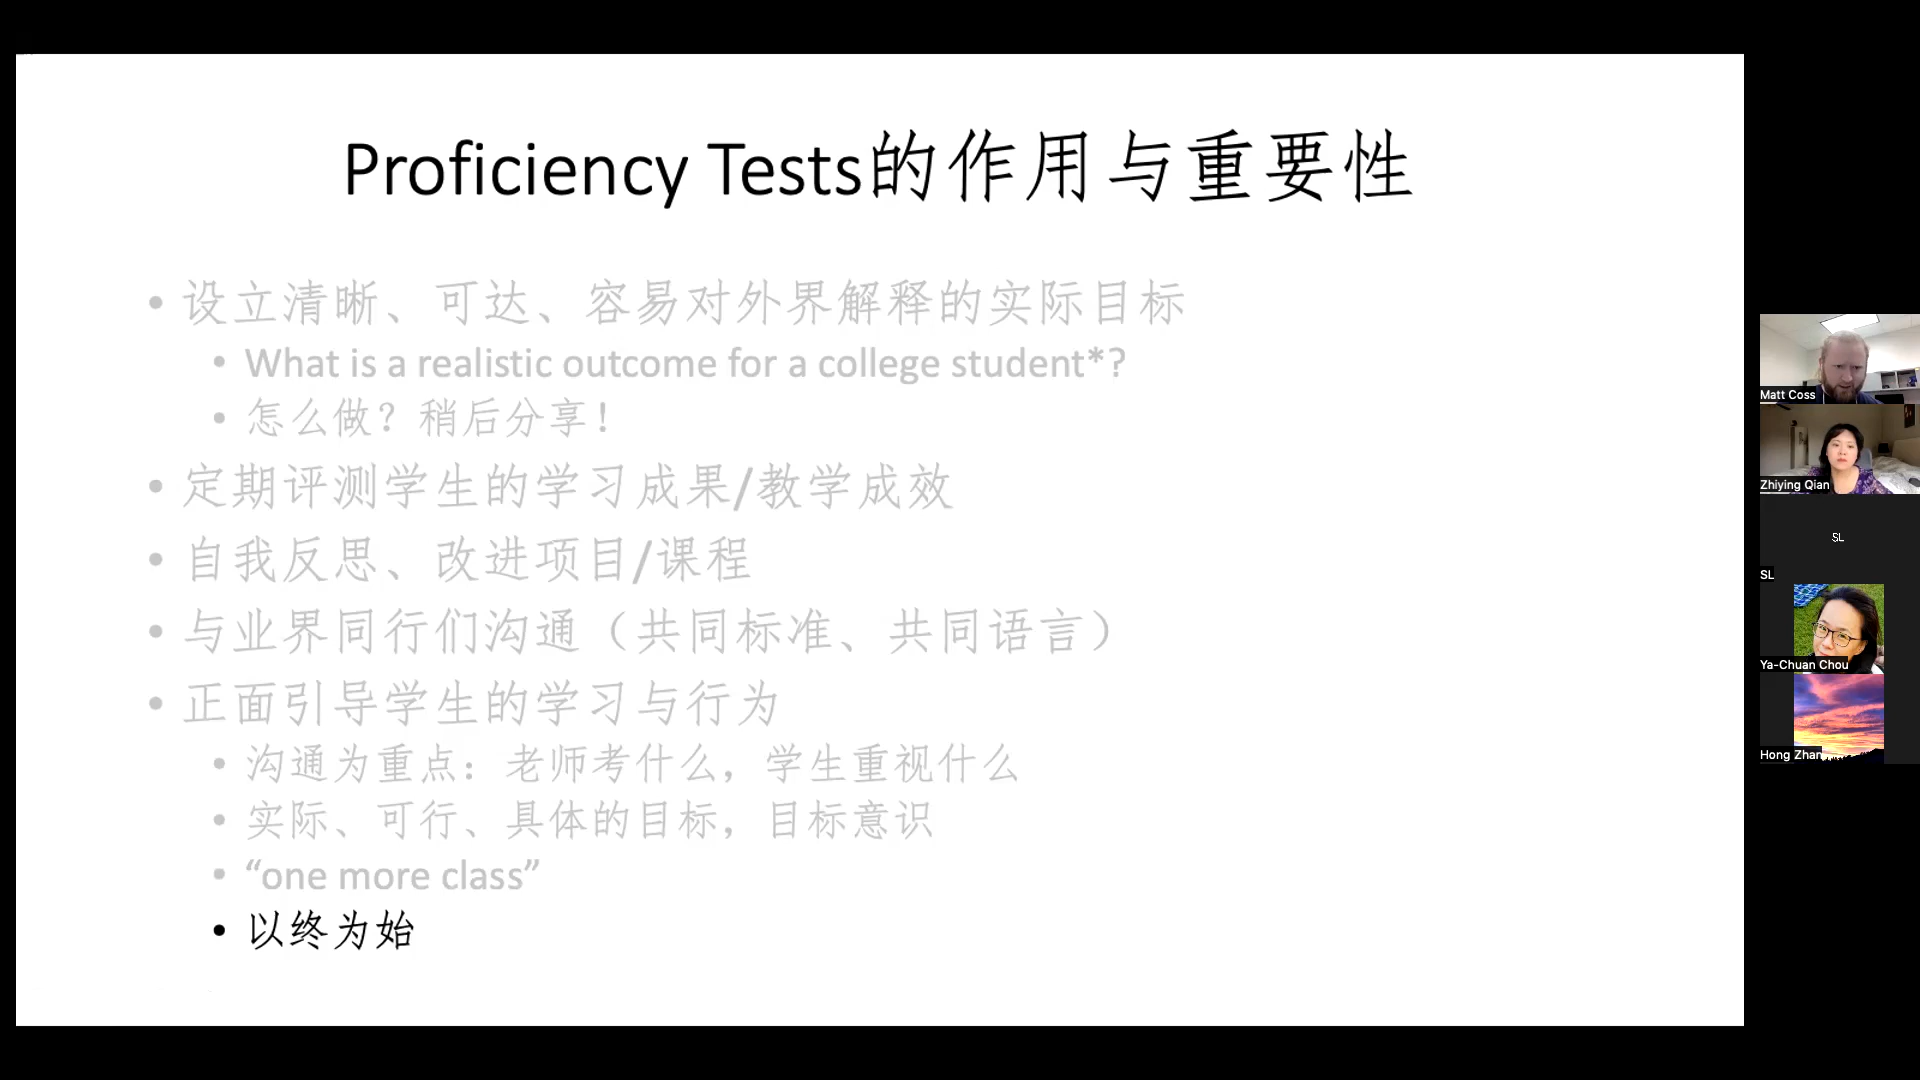 Proficiency Tests的作用与重要性
• 设立清晰、可达、容易对外界解释的实际目标
• What is a realistic outcome for a college student*?
• 怎么做？稍后分享！
• 定期评测学生的学习成果/教学成效
• 自我反思、改进项目/课程
• 与业界同行们沟通（共同标准、共同语言）
• 正面引导学生的学习与行为
• 沟通为重点：老师考什么，学生重视什么
• 实际、可行、具体的目标，目标意识
• “one more class”
• 以终为始
Matt Coss
Zhiying Qian
SL
SL
Ya-Chuan Chou
Hong Zhan